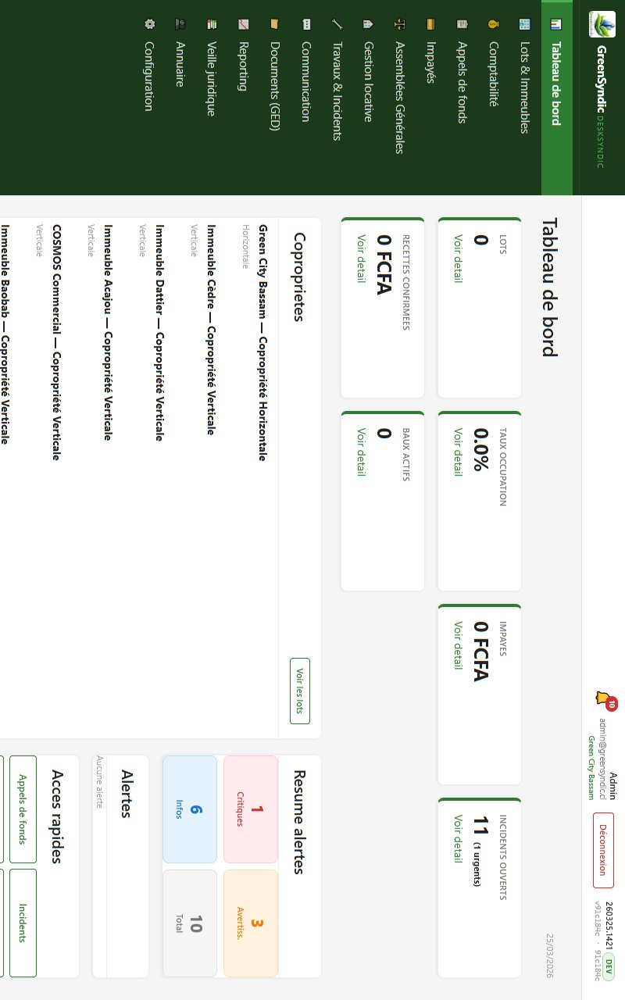 GreenSyndic DESKSYNDIC
Tableau de bord
Lots & Immeubles
Comptabilité
Appels de fonds
Impayés
Assemblées Générales
Gestion locative
Travaux & Incidents
Communication
Documents (GED)
Reporting
Veille juridique
Annuaire
Configuration
10
Admin
admin@greensyndic.ci
Green City Bassam
Déconnexion
260325.1421 DEV
v91c184c · 91c184c
Tableau de bord
25/03/2026
LOTS
0
Voir detail
TAUX OCCUPATION
0.0%
Voir detail
IMPAYES
0 FCFA
Voir detail
INCIDENTS OUVERTS
11 (1 urgents)
Voir detail
RECETTES CONFIRMEES
0 FCFA
Voir detail
BAUX ACTIFS
0
Voir detail
Coproprietes
Voir les lots
Green City Bassam — Copropriété Horizontale
Horizontale
Immeuble Cèdre — Copropriété Verticale
Verticale
Immeuble Dattier — Copropriété Verticale
Verticale
Immeuble Acajou — Copropriété Verticale
Verticale
COSMOS Commercial — Copropriété Verticale
Verticale
Immeuble Baobab — Copropriété Verticale
Resume alertes
1
Critiques
3
Avertiss.
6
Infos
10
Total
Alertes
Aucune alerte
Acces rapides
Appels de fonds
Incidents